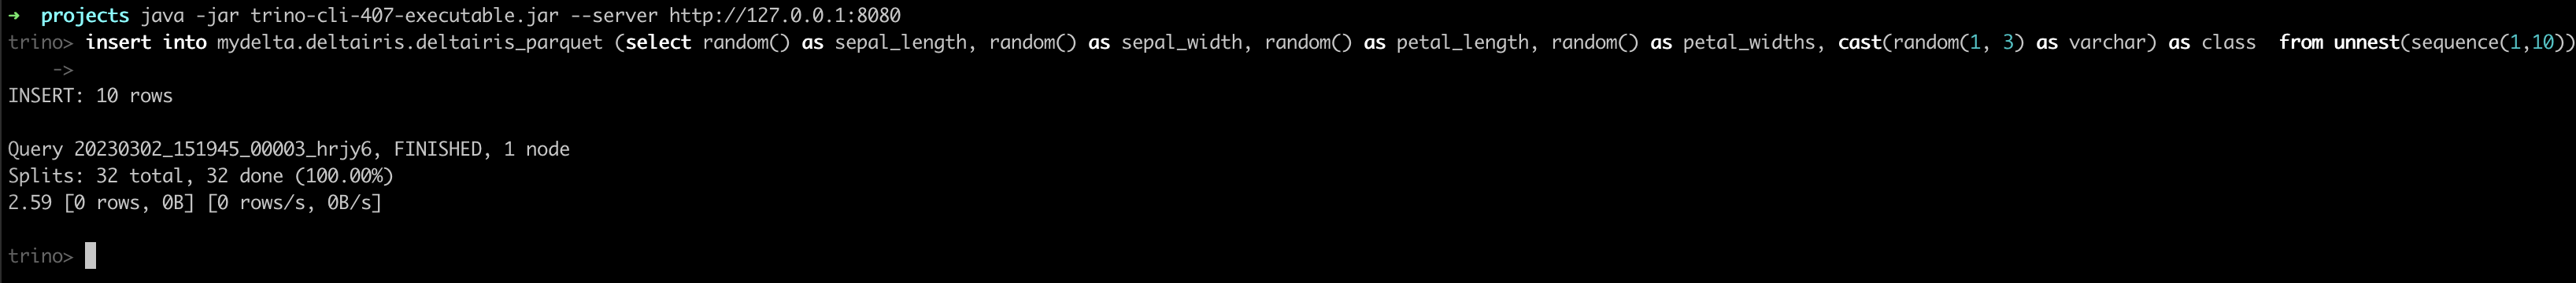 → projects java -jar trino-cli-407-executable.jar --server http://127.0.0.1:8080
trino> insert into mydelta.deltairis.deltairis_parquet (select random() as sepal_length, random() as sepal_width, random() as petal_length, random() as petal_widths, cast(random(1, 3) as varchar) as class  from unnest(sequence(1,10))
->
INSERT: 10 rows
Query 20230302_151945_00003_hrjy6, FINISHED, 1 node
Splits: 32 total, 32 done (100.00%)
2.59 [0 rows, 0B] [0 rows/s, 0B/s]
trino>